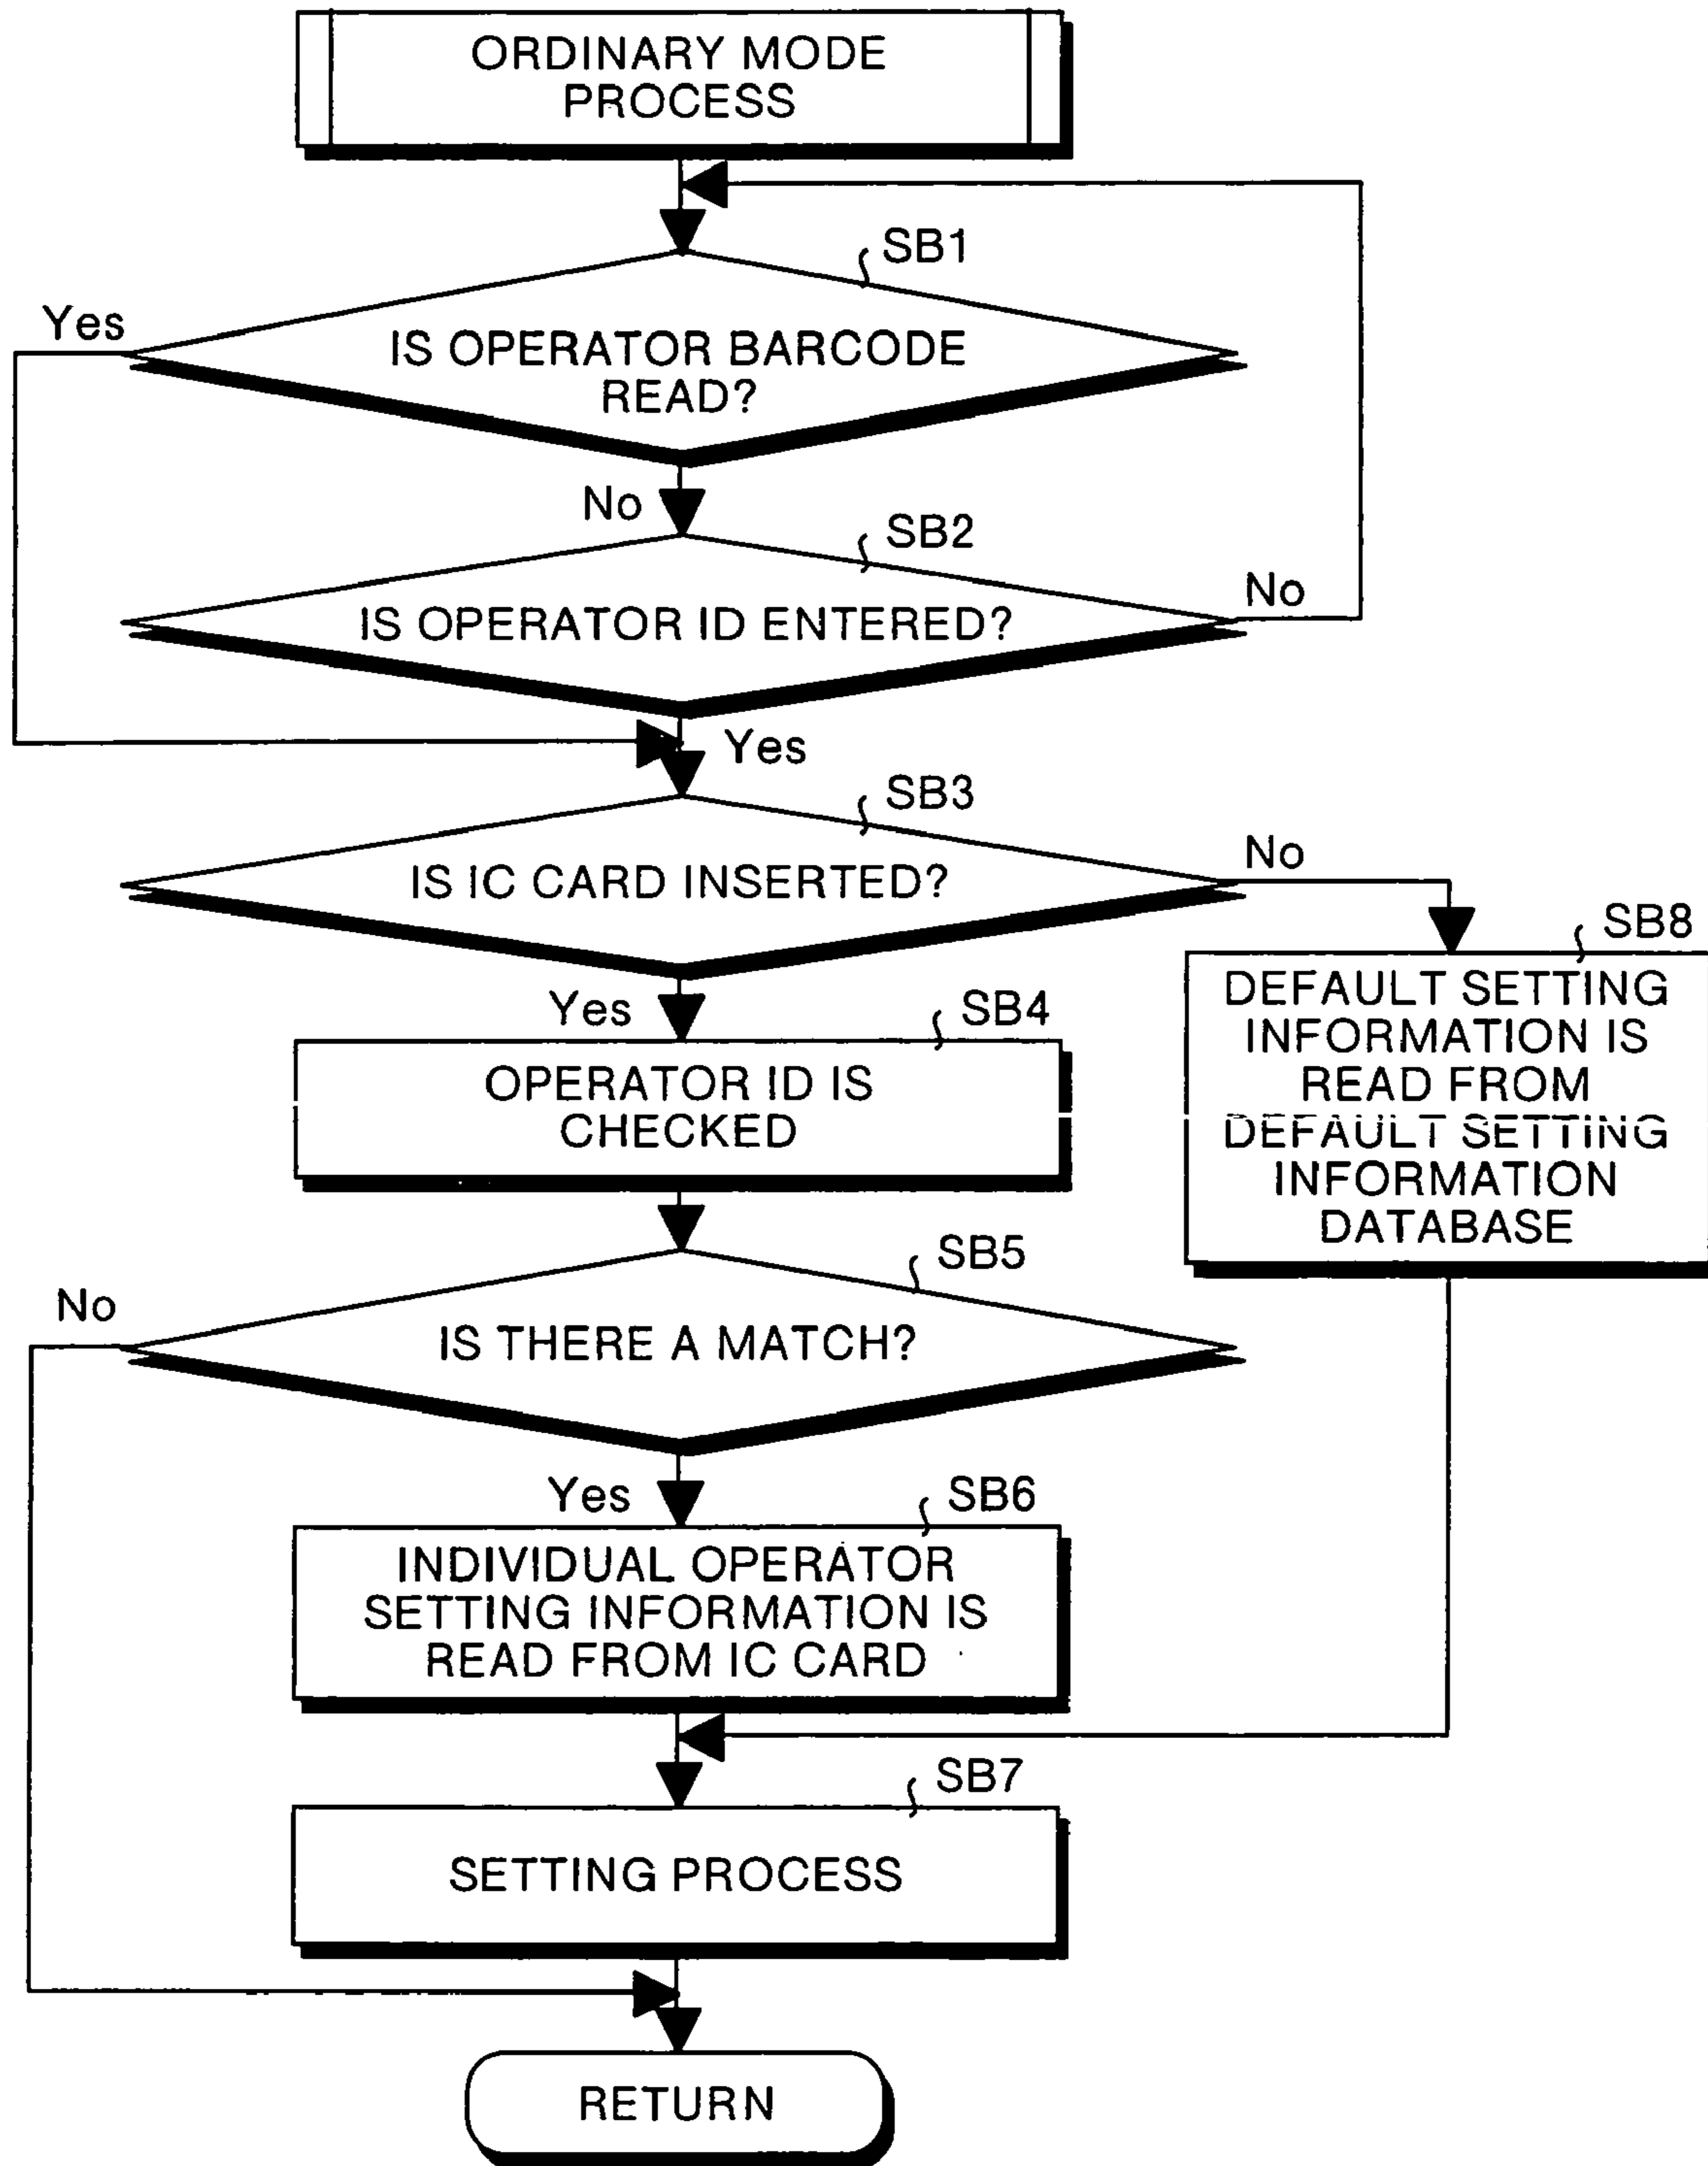 ORDINARY MODE
PROCESS
SB1
Yes
IS OPERATOR BARCODE
READ?
No
SB2
No
IS OPERATOR ID ENTERED?
Yes
SB3
No
IS IC CARD INSERTED?
SB8
Yes
SB4
DEFAULT SETTING
INFORMATION IS
READ FROM
DEFAULT SETTING
INFORMATION
DATABASE
OPERATOR ID IS
CHECKED
SB5
No
IS THERE A MATCH?
Yes
SB6
INDIVIDUAL OPERATOR
SETTING INFORMATION IS
READ FROM IC CARD
SB7
SETTING PROCESS
RETURN